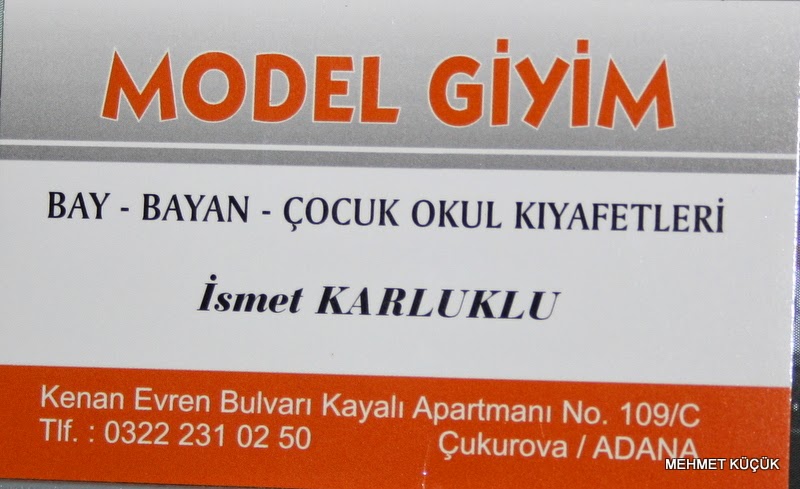 MODEL GİYİM
BAY - BAYAN - ÇOCUK OKUL KIYAFETLERİ
İsmet KARLUKLU
Kenan Evren Bulvarı Kayalı Apartmanı No. 109/C
Tlf. : 0322 231 02 50 Çukurova / ADANA
MEHMET KÜÇÜK